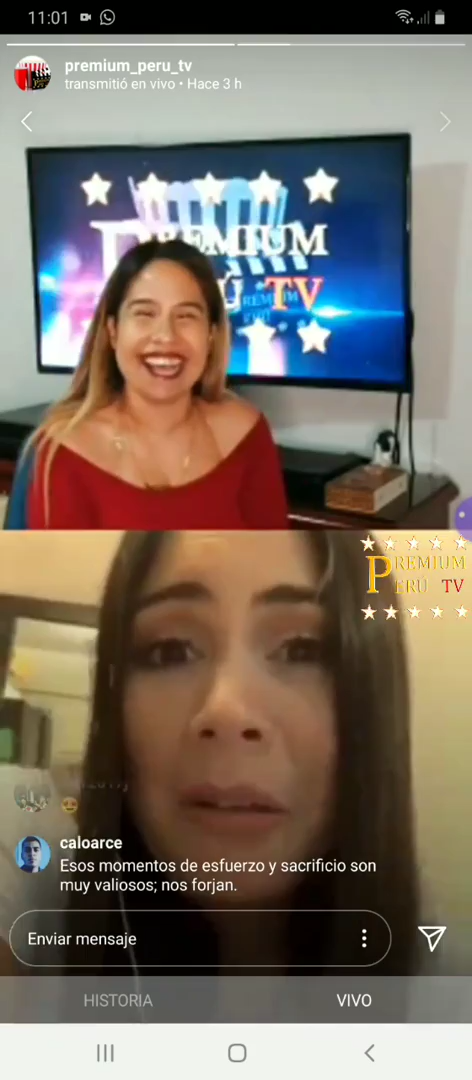 11:01
premium_peru_tv
transmitió en vivo • Hace 3 h
PREMIUM
TV
PREMIUM
PERÚ TV
caloarce
Esos momentos de esfuerzo y sacrificio son
muy valiosos; nos forjan.
Enviar mensaje
HISTORIA
VIVO